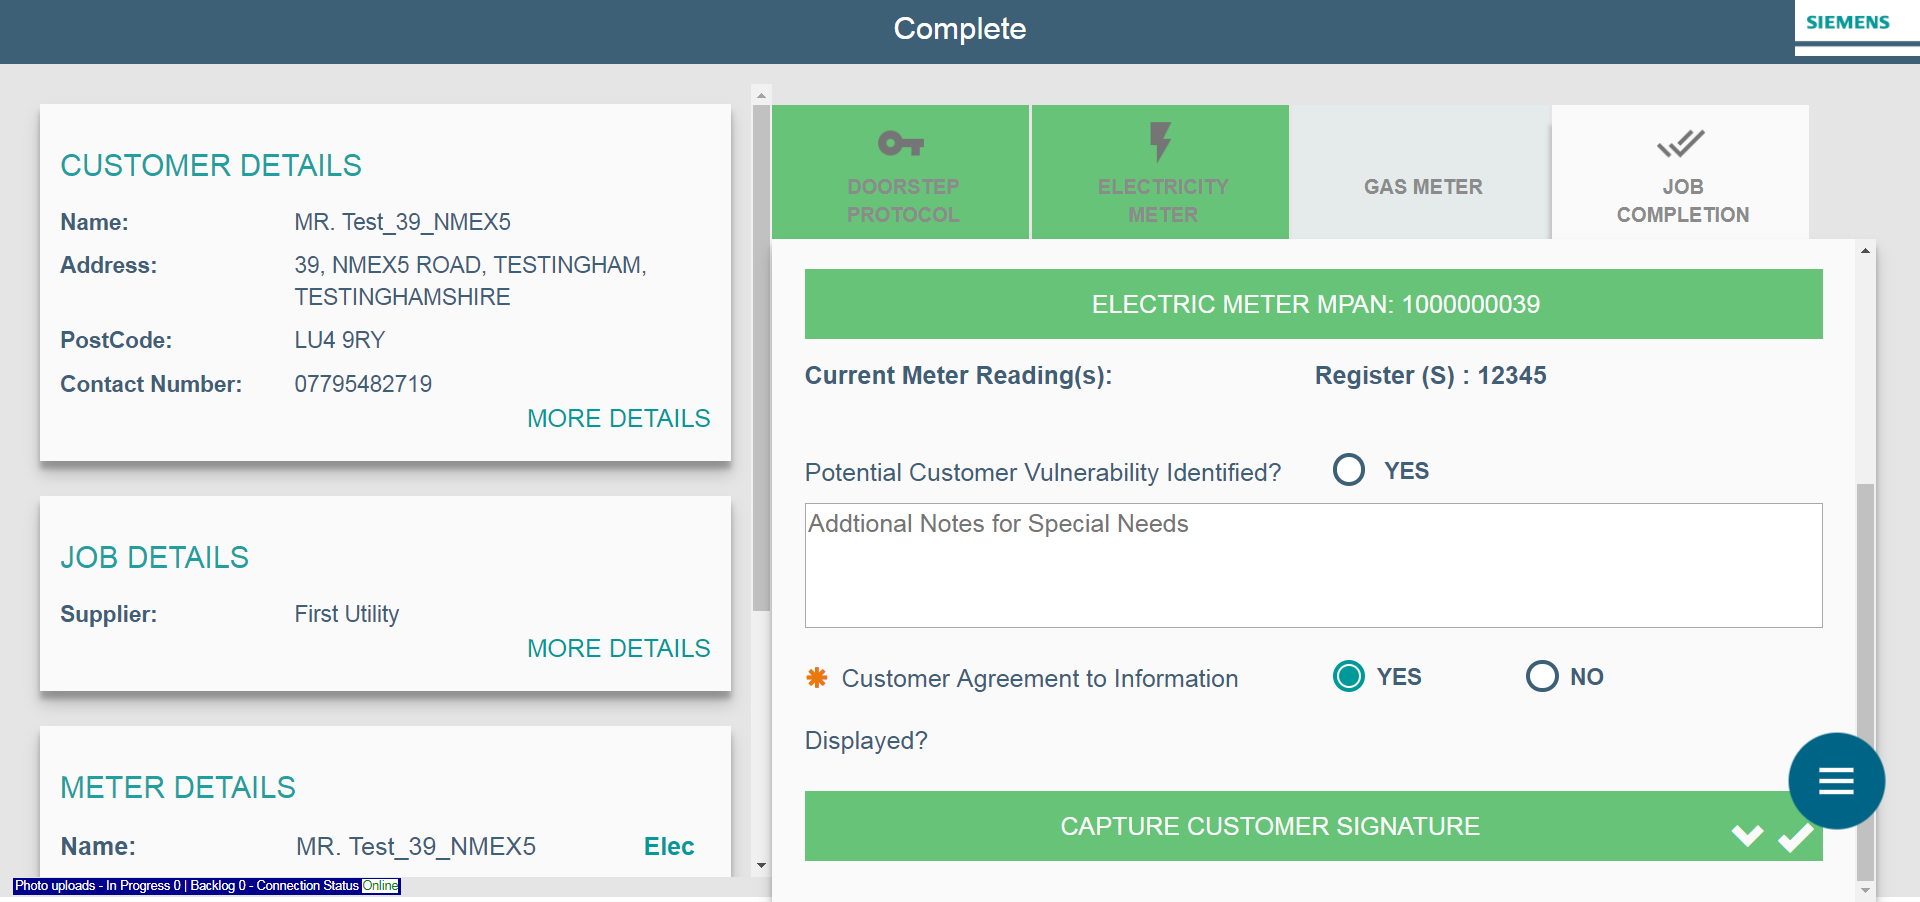 Complete
SIEMENS
CUSTOMER DETAILS
Name: MR. Test_39_NMEX5
Address: 39, NMEX5 ROAD, TESTINGHAM,
TESTINGHAMSHIRE
PostCode: LU4 9RY
Contact Number: 07795482719
MORE DETAILS
JOB DETAILS
Supplier: First Utility
MORE DETAILS
METER DETAILS
Name: MR. Test_39_NMEX5 Elec
Photo uploads - In Progress 0 | Backlog 0 - Connection Status Online
DOORSTEP
PROTOCOL
ELECTRICITY
METER
GAS METER
JOB
COMPLETION
ELECTRIC METER MPAN: 1000000039
Current Meter Reading(s): Register (S) : 12345
Potential Customer Vulnerability Identified? YES
Addtional Notes for Special Needs
✱ Customer Agreement to Information YES NO
Displayed?
CAPTURE CUSTOMER SIGNATURE